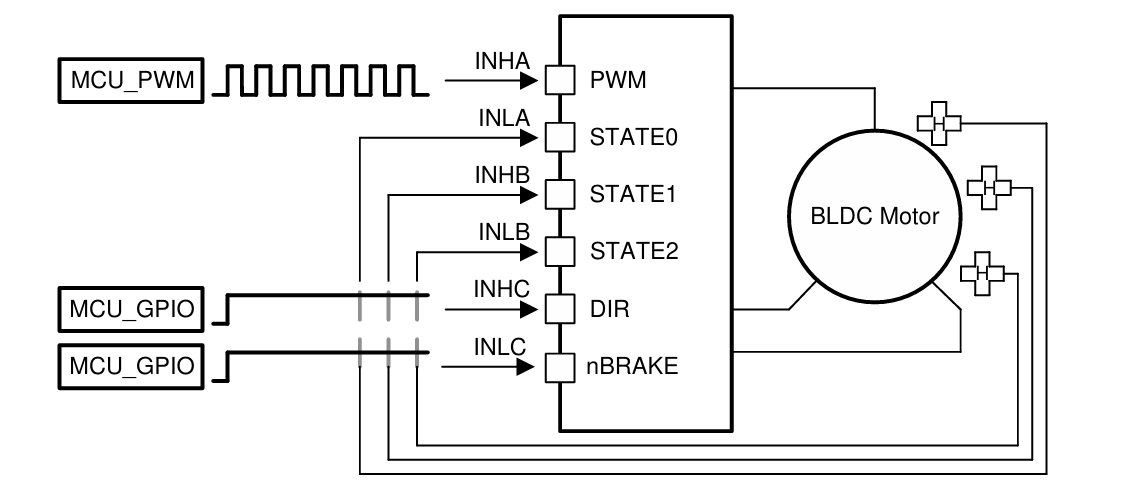 MCU_PWM
INHA
PWM
INLA
STATE0
INHB
STATE1
INLB
STATE2
MCU_GPIO
INHC
DIR
MCU_GPIO
INLC
nBRAKE
BLDC Motor
H
H
H